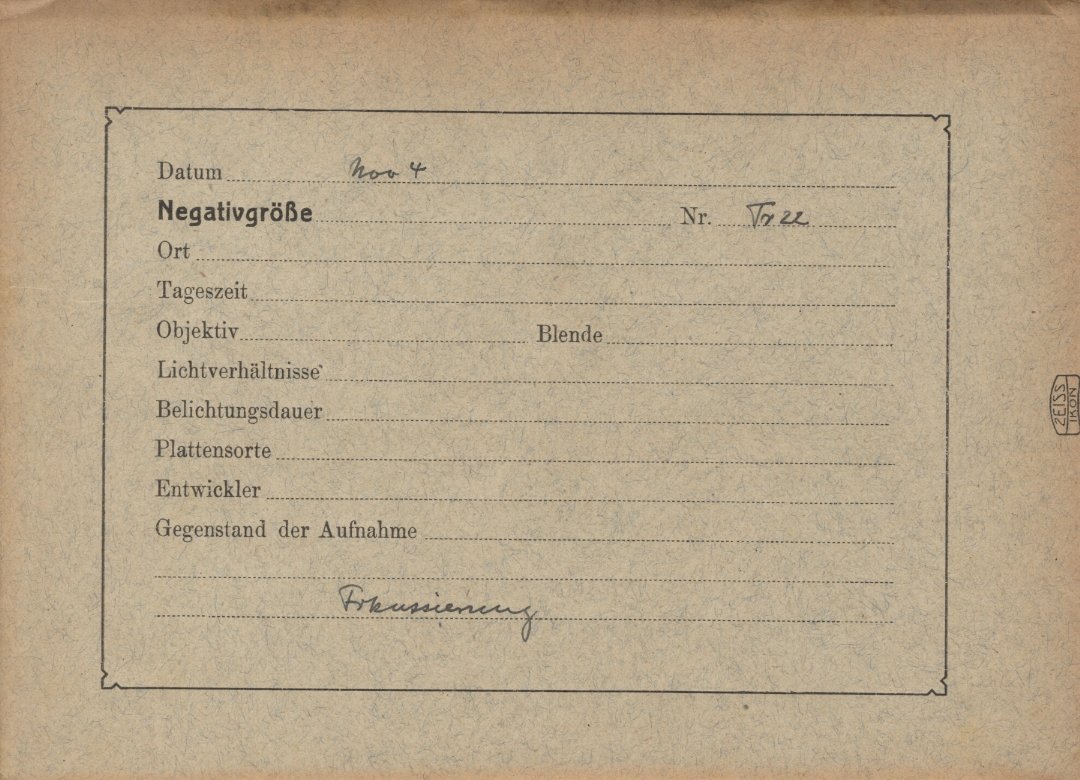 Datum Nov 4
Negativgröße Nr. Tr 22
Ort
Tageszeit
Objektiv Blende
Lichtverhältnisse
Belichtungsdauer
Plattensorte
Entwickler
Gegenstand der Aufnahme
Fokussierung
ZEISS
IKON